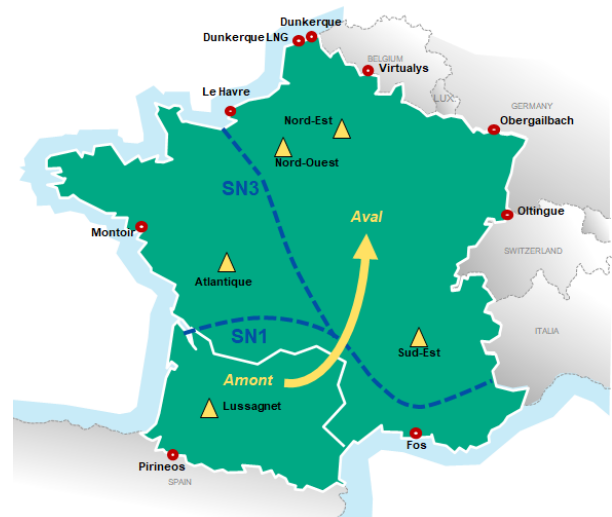 Dunkerque
Dunkerque LNG
BELGIUM
Virtualys
LUX
Le Havre
GERMANY
Nord-Est
Obergailbach
Nord-Ouest
SN3
Aval
Oltingue
Montoir
SWITZERLAND
Atlantique
SN1
ITALIA
Sud-Est
Amont
Lussagnet
Fos
Pirineos
SPAIN